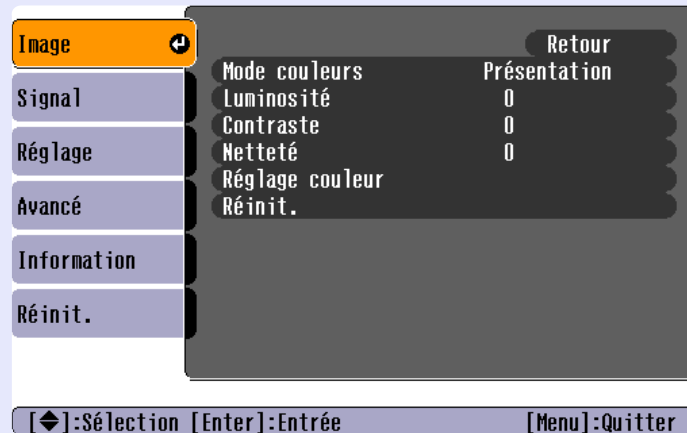 Image
Signal
Réglage
Avancé
Information
Réinit.
Retour
Mode couleurs Présentation
Luminosité 0
Contraste 0
Netteté 0
Réglage couleur
Réinit.
[◆]:Sélection [Enter]:Entrée [Menu]:Quitter